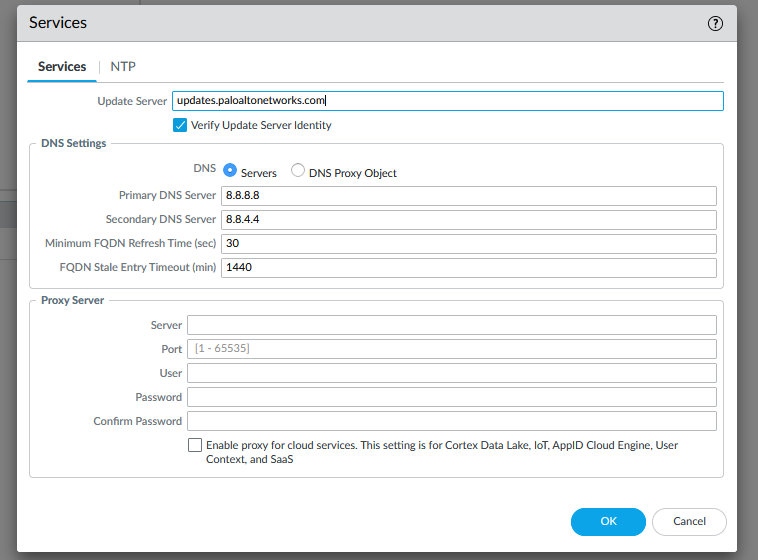 Services
Services | NTP
Update Server updates.paloaltonetworks.com
Verify Update Server Identity
DNS Settings
DNS Servers DNS Proxy Object
Primary DNS Server 8.8.8.8
Secondary DNS Server 8.8.4.4
Minimum FQDN Refresh Time (sec) 30
FQDN Stale Entry Timeout (min) 1440
Proxy Server
Server
Port [1 - 65535]
User
Password
Confirm Password
Enable proxy for cloud services. This setting is for Cortex Data Lake, IoT, AppID Cloud Engine, User
Context, and SaaS
OK Cancel